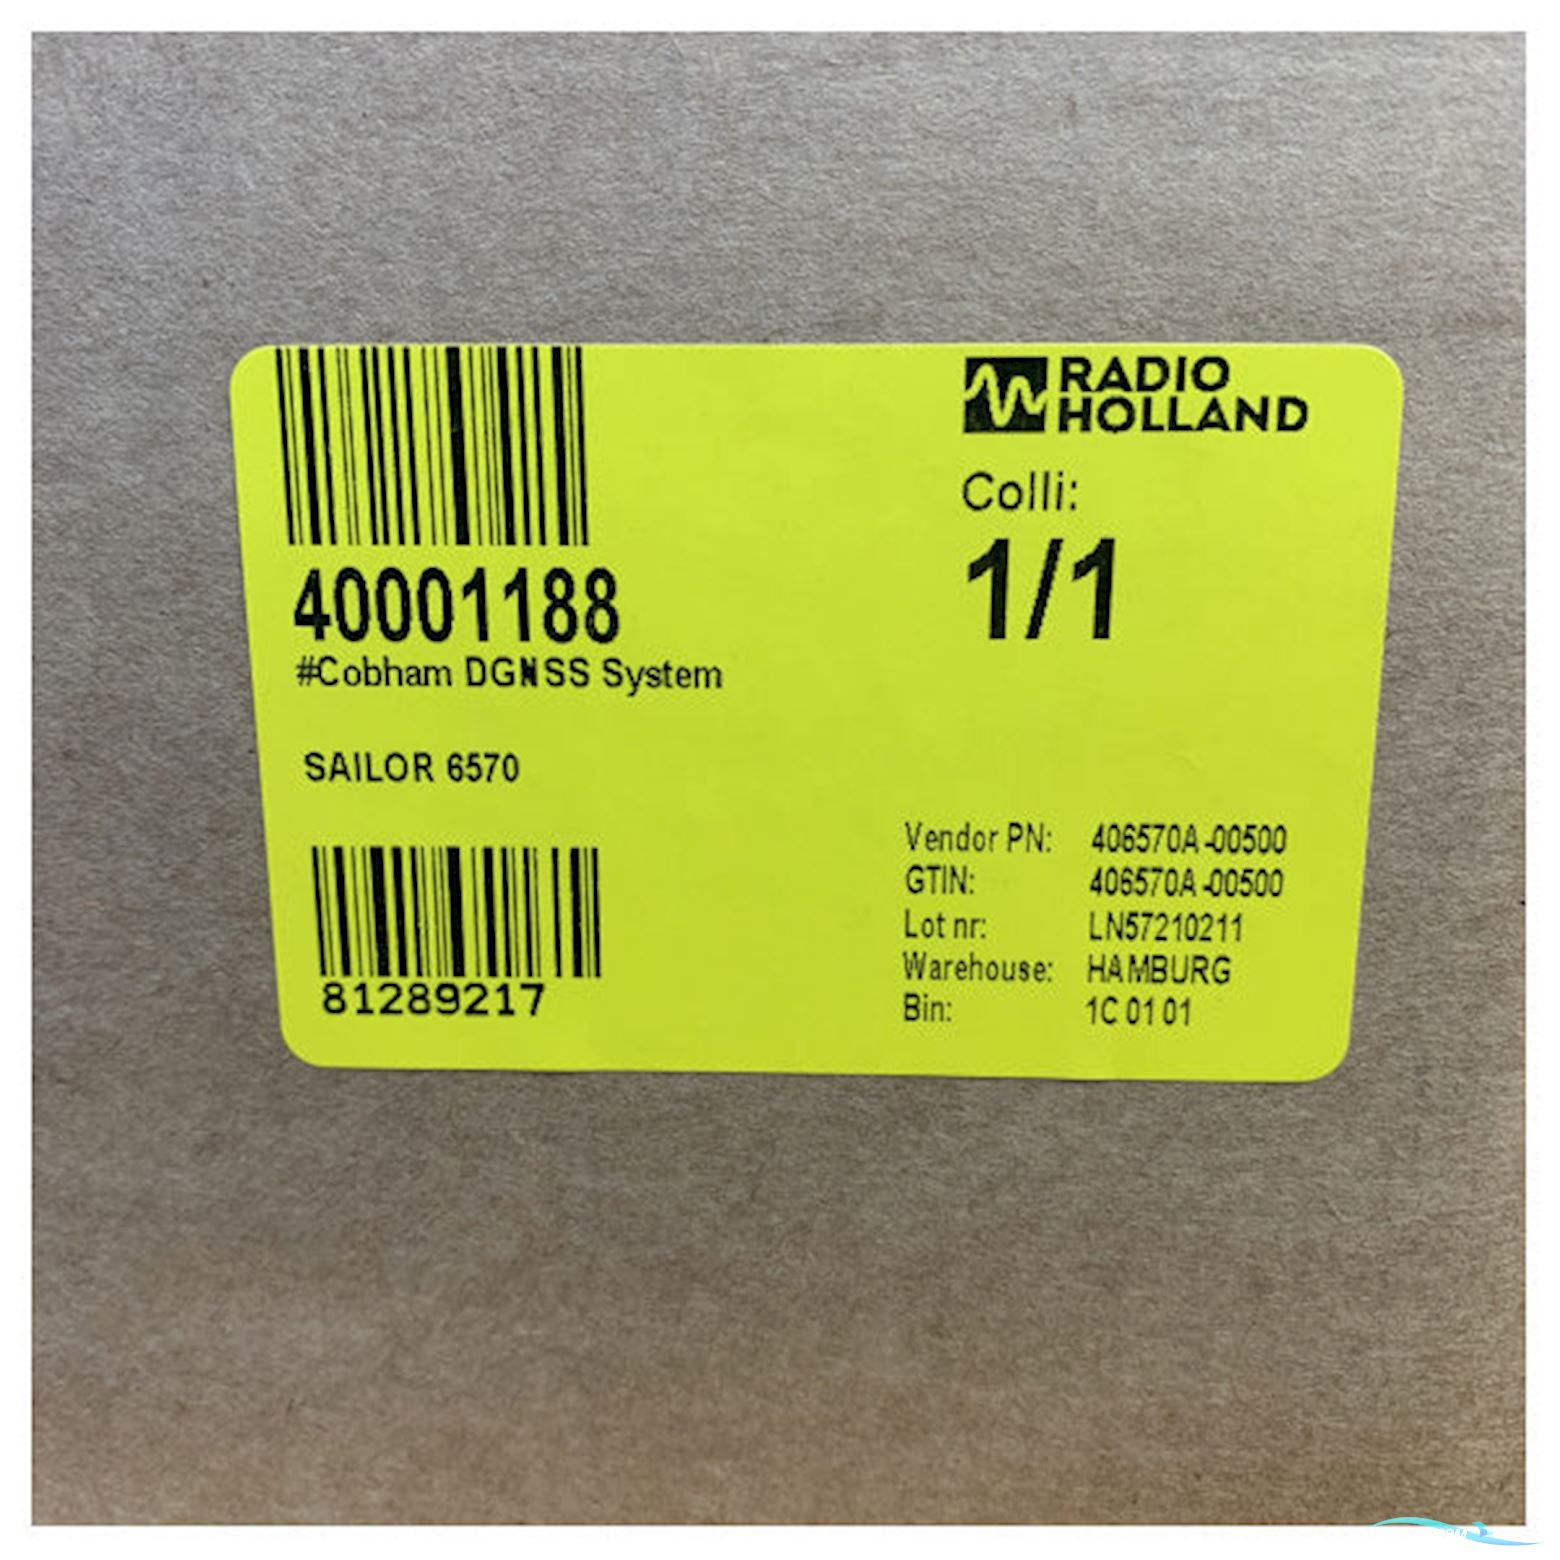 RADIO
HOLLAND
Colli:
1/1
40001188
#Cobham DGNSS System
SAILOR 6570
81289217
Vendor PN: 406570A-00500
GTIN: 406570A-00500
Lot nr: LN57210211
Warehouse: HAMBURG
Bin: 1C 01 01